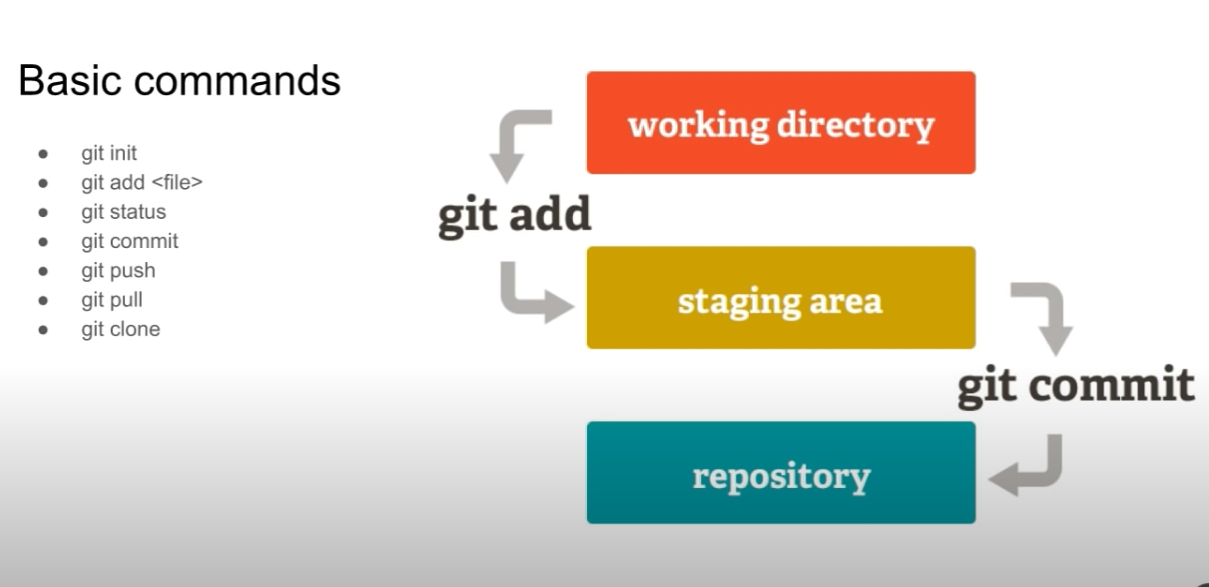 Basic commands
git init
git add <file>
git status
git commit
git push
git pull
git clone
working directory
git add
staging area
git commit
repository